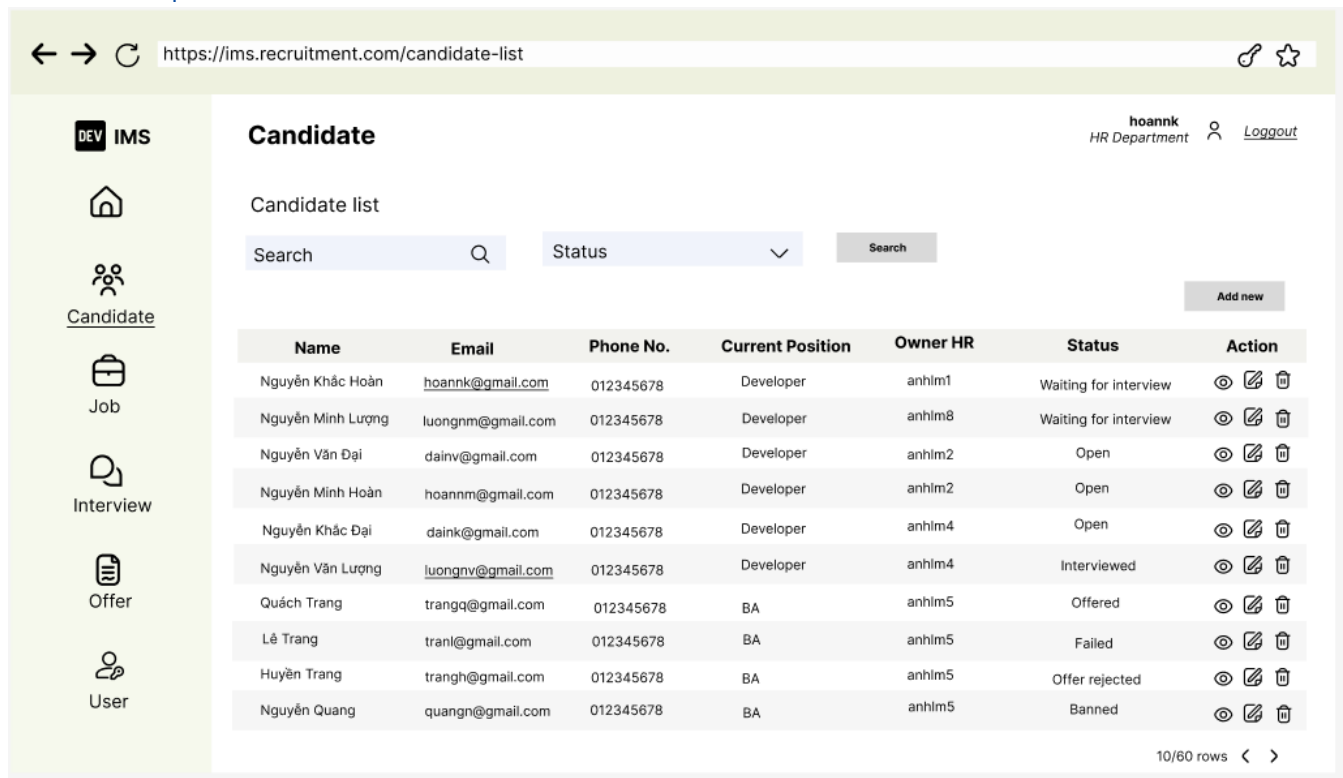 https://ims.recruitment.com/candidate-list
DEV IMS
Candidate
hoannk
HR Department
Loggout
Candidate list
Search
Status
Search
Add new
Candidate
Job
Interview
Offer
User
Name Email Phone No. Current Position Owner HR Status Action
Nguyễn Khắc Hoàn hoannk@gmail.com 012345678 Developer anhlm1 Waiting for interview
Nguyễn Minh Lượng luongnm@gmail.com 012345678 Developer anhlm8 Waiting for interview
Nguyễn Văn Đại dainv@gmail.com 012345678 Developer anhlm2 Open
Nguyễn Minh Hoàn hoannm@gmail.com 012345678 Developer anhlm2 Open
Nguyễn Khắc Đại daink@gmail.com 012345678 Developer anhlm4 Open
Nguyễn Văn Lượng luongnv@gmail.com 012345678 Developer anhlm4 Interviewed
Quách Trang trangq@gmail.com 012345678 BA anhlm5 Offered
Lê Trang tranl@gmail.com 012345678 BA anhlm5 Failed
Huyền Trang trangh@gmail.com 012345678 BA anhlm5 Offer rejected
Nguyễn Quang quangn@gmail.com 012345678 BA anhlm5 Banned
10/60 rows